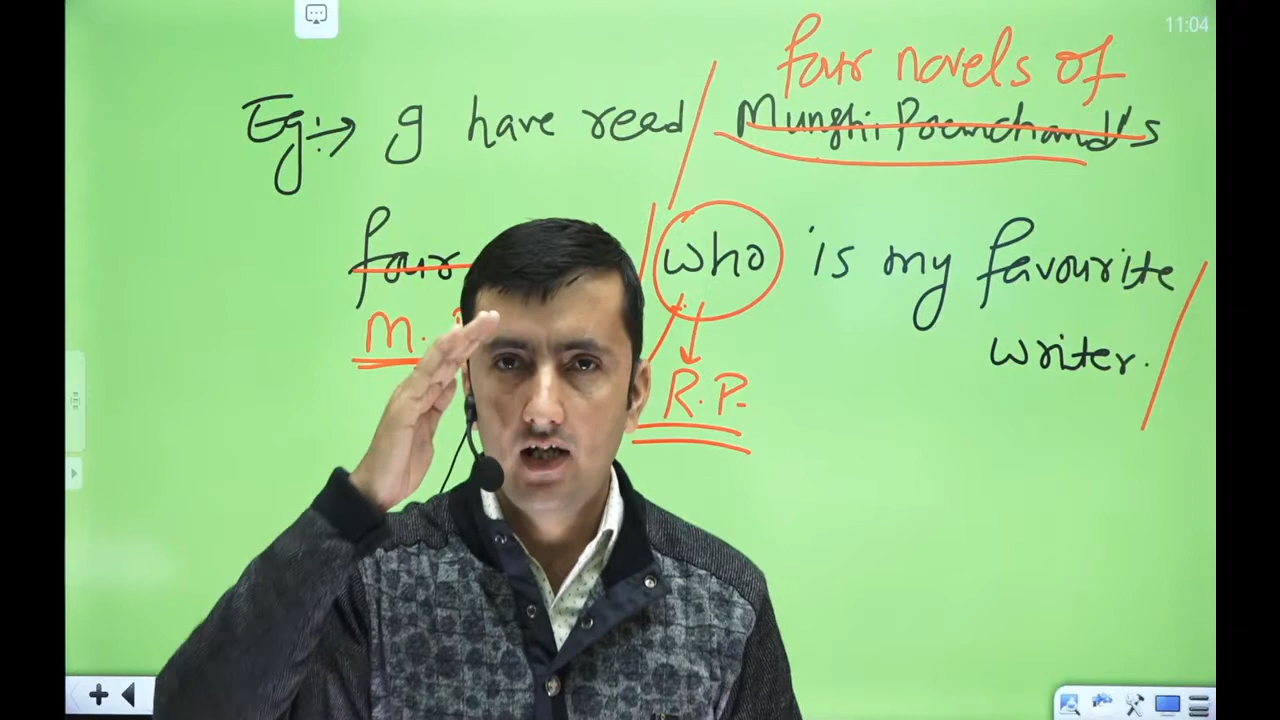 11:04
four novels of
Eg:→ I have read / Munshi Premchand's
four who is my favourite
writer.
M.
R.P.